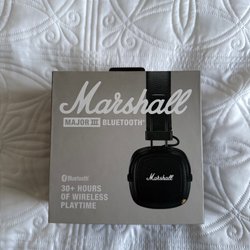 Marshall
MAJOR III BLUETOOTH
Bluetooth
30+ HOURS
OF WIRELESS
PLAYTIME
Marshall